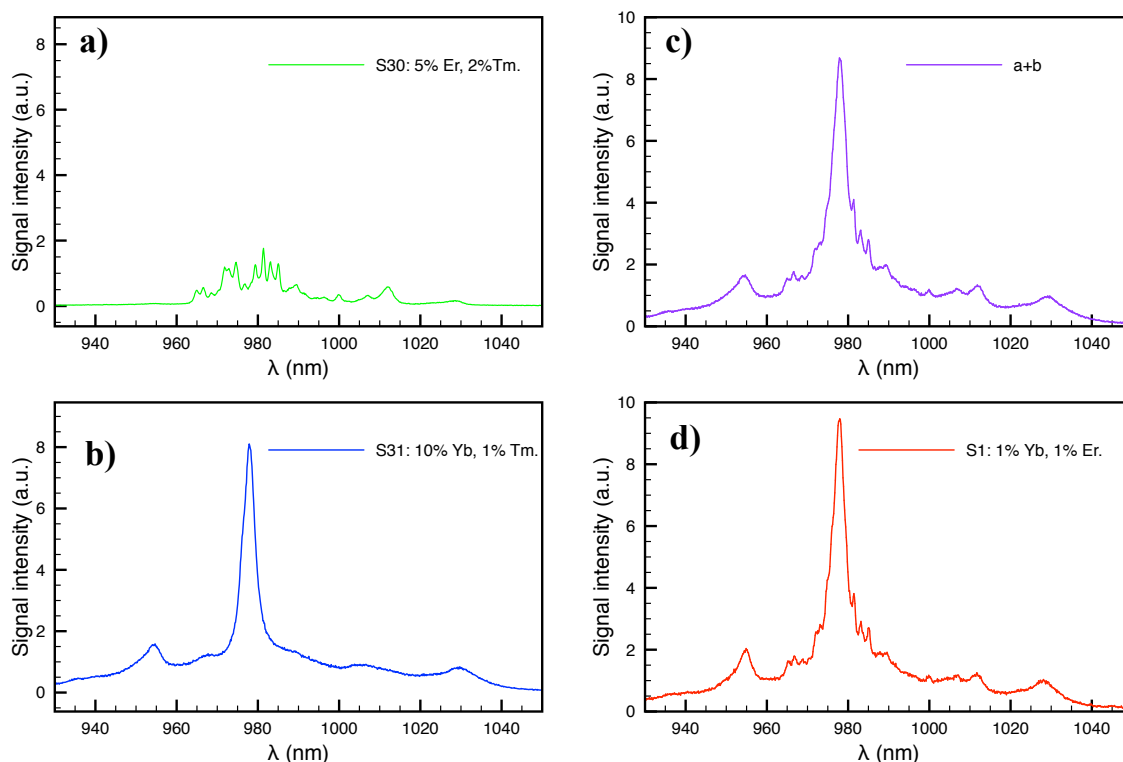 a)
S30: 5% Er, 2%Tm.
Signal intensity (a.u.)
8
6
4
2
0
940 960 980 1000 1020 1040
λ (nm)
c)
a+b
Signal intensity (a.u.)
10
8
6
4
2
0
940 960 980 1000 1020 1040
λ (nm)
b)
S31: 10% Yb, 1% Tm.
Signal intensity (a.u.)
8
6
4
2
0
940 960 980 1000 1020 1040
λ (nm)
d)
S1: 1% Yb, 1% Er.
Signal intensity (a.u.)
10
8
6
4
2
0
940 960 980 1000 1020 1040
λ (nm)